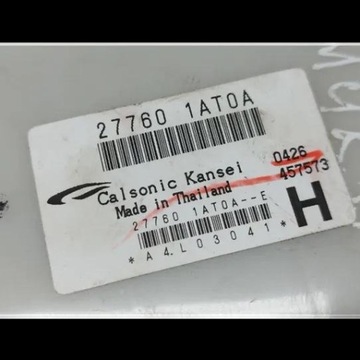 27760 1AT0A
Calsonic Kansei
0426
Made in Thailand
457573
27760 1AT0A--E
H
*A4L03041*